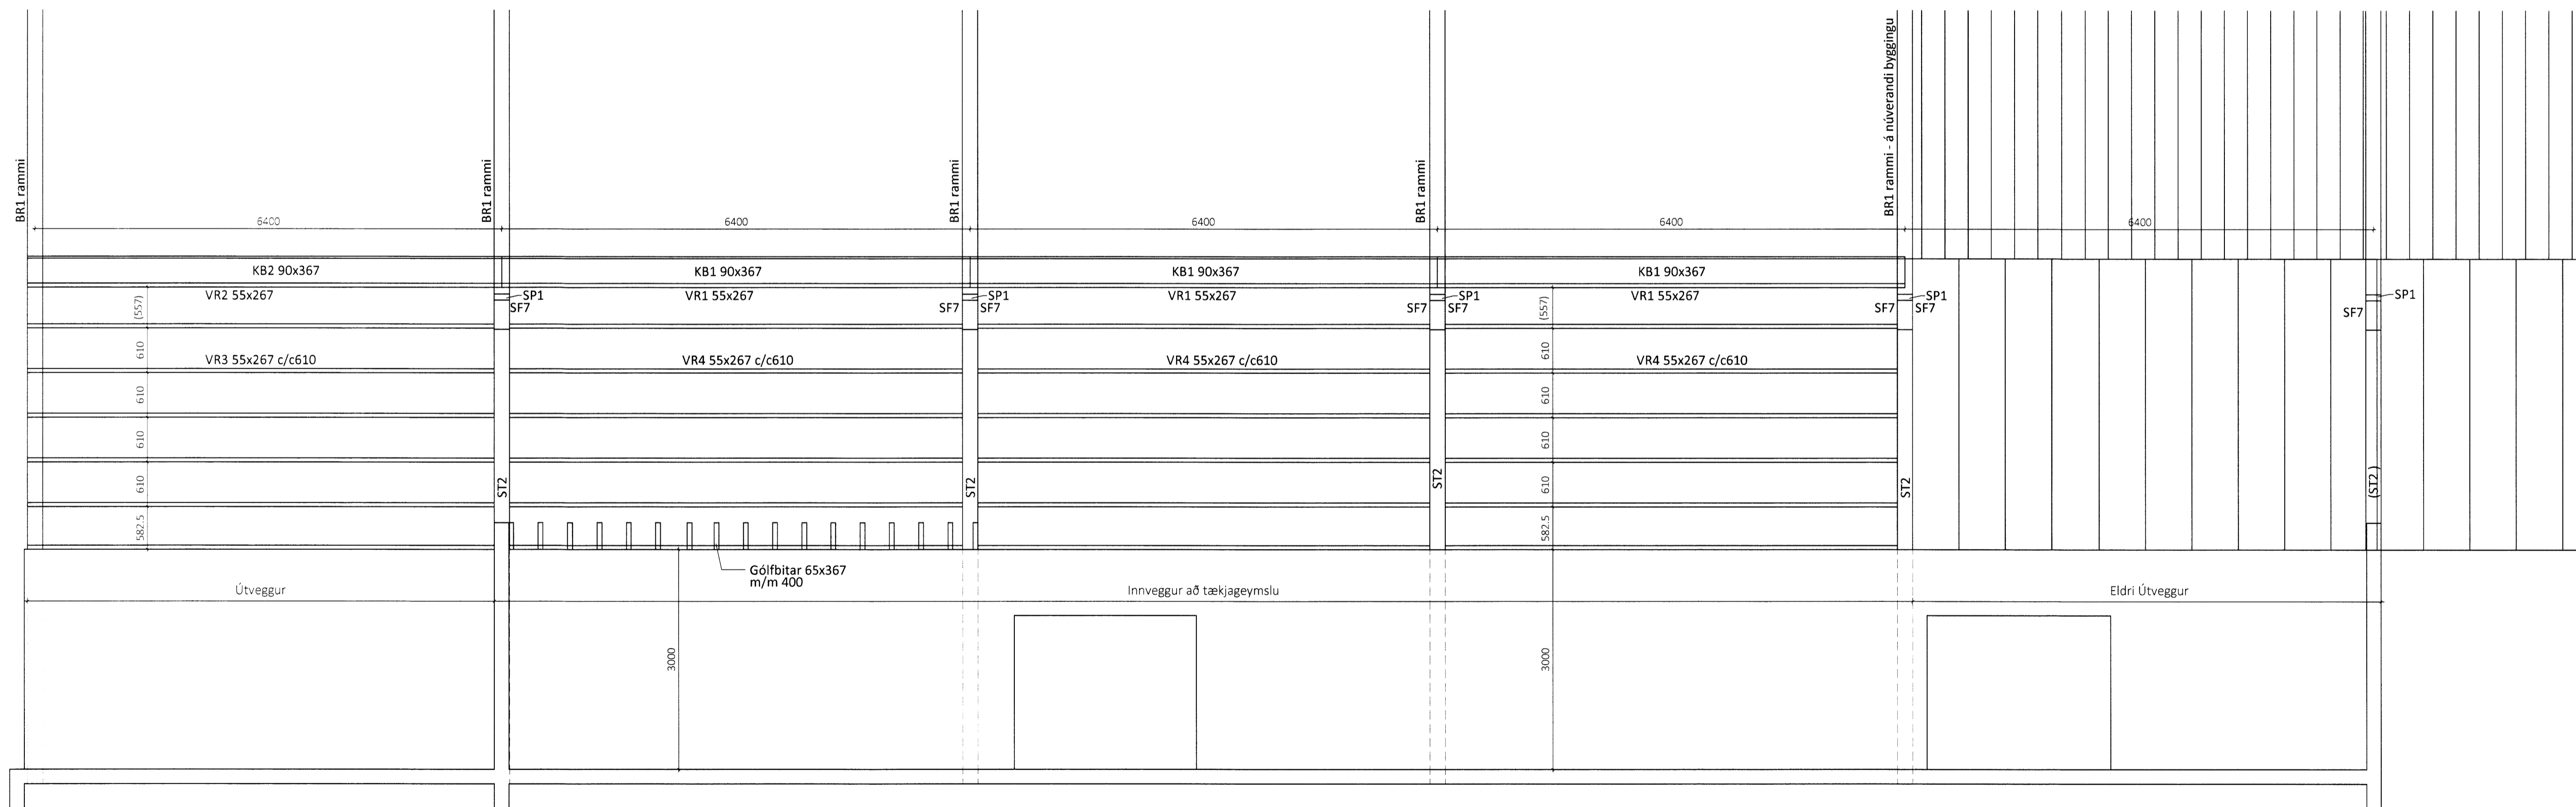 BR1 rammi
BR1 rammi
BR1 rammi
BR1 rammi
BR1 rammi - á núverandi byggingu
6400
6400
6400
6400
6400
KB2 90x367
KB1 90x367
KB1 90x367
KB1 90x367
VR2 55x267
SP1
VR1 55x267
SP1
VR1 55x267
SP1
VR1 55x267
SP1
SP1
(557)
SF7
SF7
SF7
SF7
SF7
(557)
SF7
SF7
SF7
610
VR3 55x267 c/c610
VR4 55x267 c/c610
VR4 55x267 c/c610
610
VR4 55x267 c/c610
610
610
610
610
610
610
ST2
ST2
ST2
ST2
(ST2 )
582.5
582.5
Gólfbitar 65x367
m/m 400
Útveggur
Innveggur að tækjageymslu
Eldri Útveggur
3000
3000